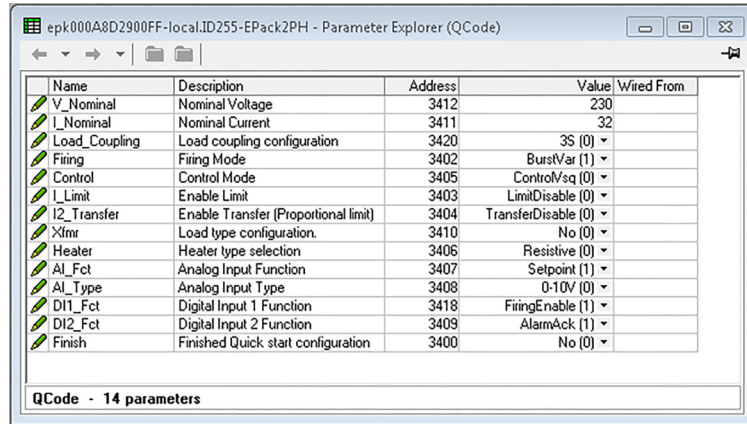 epk000A8D2900FF-local.ID255-EPack2PH - Parameter Explorer (QCode)
Name Description Address Value Wired From
V_Nominal Nominal Voltage 3412 230
I_Nominal Nominal Current 3411 32
Load_Coupling Load coupling configuration 3420 3S (0)
Firing Firing Mode 3402 BurstVar (1)
Control Control Mode 3405 ControlVsq (0)
I_Limit Enable Limit 3403 LimitDisable (0)
I2_Transfer Enable Transfer (Proportional limit) 3404 TransferDisable (0)
Xfmr Load type configuration. 3410 No (0)
Heater Heater type selection 3406 Resistive (0)
AI_Fct Analog Input Function 3407 Setpoint (1)
AI_Type Analog Input Type 3408 0-10V (0)
DI1_Fct Digital Input 1 Function 3418 FiringEnable (1)
DI2_Fct Digital Input 2 Function 3409 AlarmAck (1)
Finish Finished Quick start configuration 3400 No (0)
QCode - 14 parameters